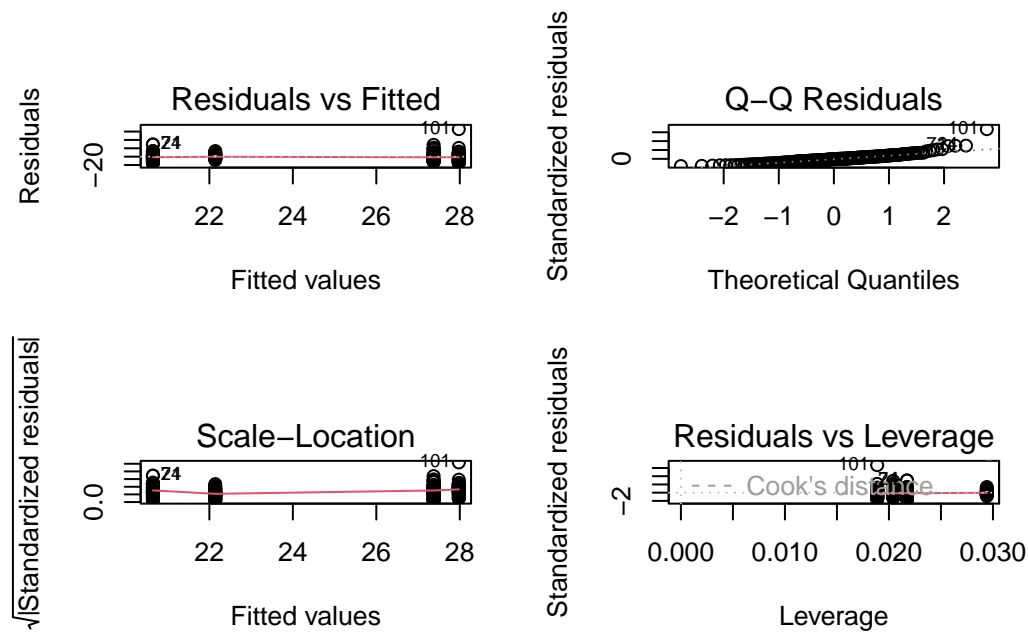 Residuals vs Fitted
Residuals
−20
101
74
22 24 26 28
Fitted values
Q−Q Residuals
Standardized residuals
0
101
−2 −1 0 1 2
Theoretical Quantiles
Scale−Location
√|Standardized residuals|
0.0
101
74
22 24 26 28
Fitted values
Residuals vs Leverage
Standardized residuals
−2
101
Cook's distance
0.000 0.010 0.020 0.030
Leverage